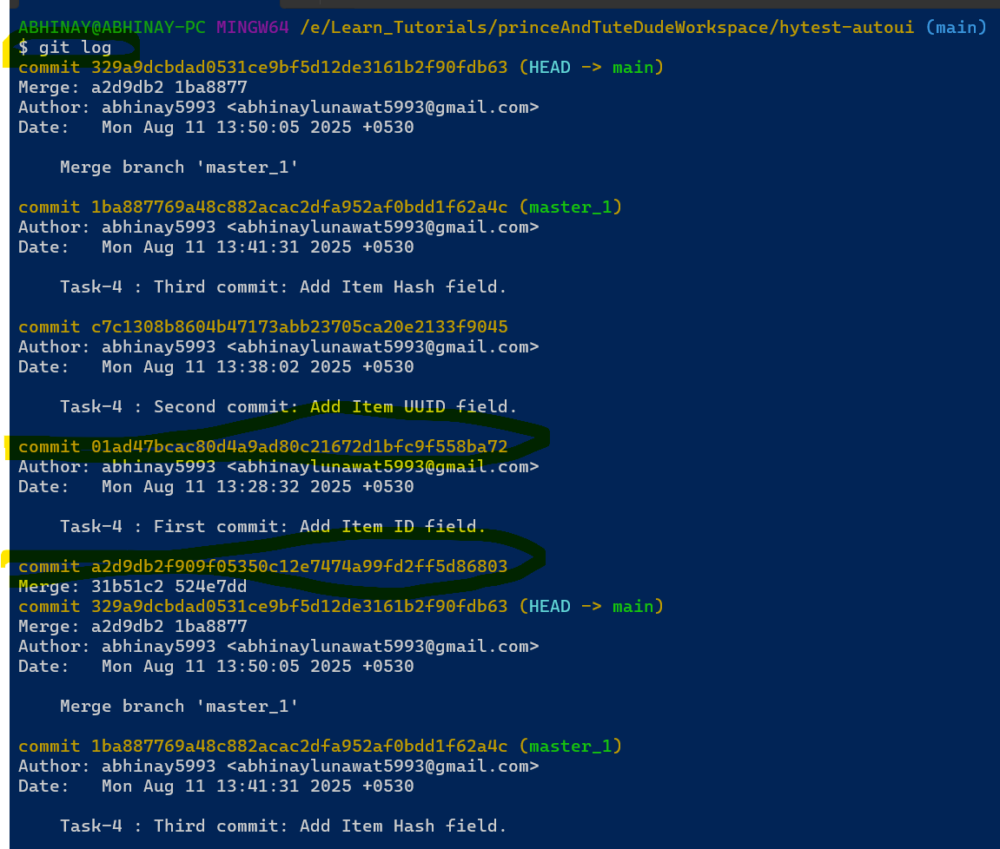 ABHINAY@ABHINAY-PC MINGW64 /e/Learn_Tutorials/princeAndTuteDudeWorkspace/hytest-autoui (main)
$ git log
commit 329a9dcbdad0531ce9bf5d12de3161b2f90fdb63 (HEAD -> main)
Merge: a2d9db2 1ba8877
Author: abhinay5993 <abhinaylunawat5993@gmail.com>
Date:   Mon Aug 11 13:50:05 2025 +0530
Merge branch 'master_1'
commit 1ba887769a48c882acac2dfa952af0bdd1f62a4c (master_1)
Author: abhinay5993 <abhinaylunawat5993@gmail.com>
Date:   Mon Aug 11 13:41:31 2025 +0530
Task-4 : Third commit: Add Item Hash field.
commit c7c1308b8604b47173abb23705ca20e2133f9045
Author: abhinay5993 <abhinaylunawat5993@gmail.com>
Date:   Mon Aug 11 13:38:02 2025 +0530
Task-4 : Second commit: Add Item UUID field.
commit 01ad47bcac80d4a9ad80c21672d1bfc9f558ba72
Author: abhinay5993 <abhinaylunawat5993@gmail.com>
Date:   Mon Aug 11 13:28:32 2025 +0530
Task-4 : First commit: Add Item ID field.
commit a2d9db2f909f05350c12e7474a99fd2ff5d86803
Merge: 31b51c2 524e7dd
commit 329a9dcbdad0531ce9bf5d12de3161b2f90fdb63 (HEAD -> main)
Merge: a2d9db2 1ba8877
Author: abhinay5993 <abhinaylunawat5993@gmail.com>
Date:   Mon Aug 11 13:50:05 2025 +0530
Merge branch 'master_1'
commit 1ba887769a48c882acac2dfa952af0bdd1f62a4c (master_1)
Author: abhinay5993 <abhinaylunawat5993@gmail.com>
Date:   Mon Aug 11 13:41:31 2025 +0530
Task-4 : Third commit: Add Item Hash field.